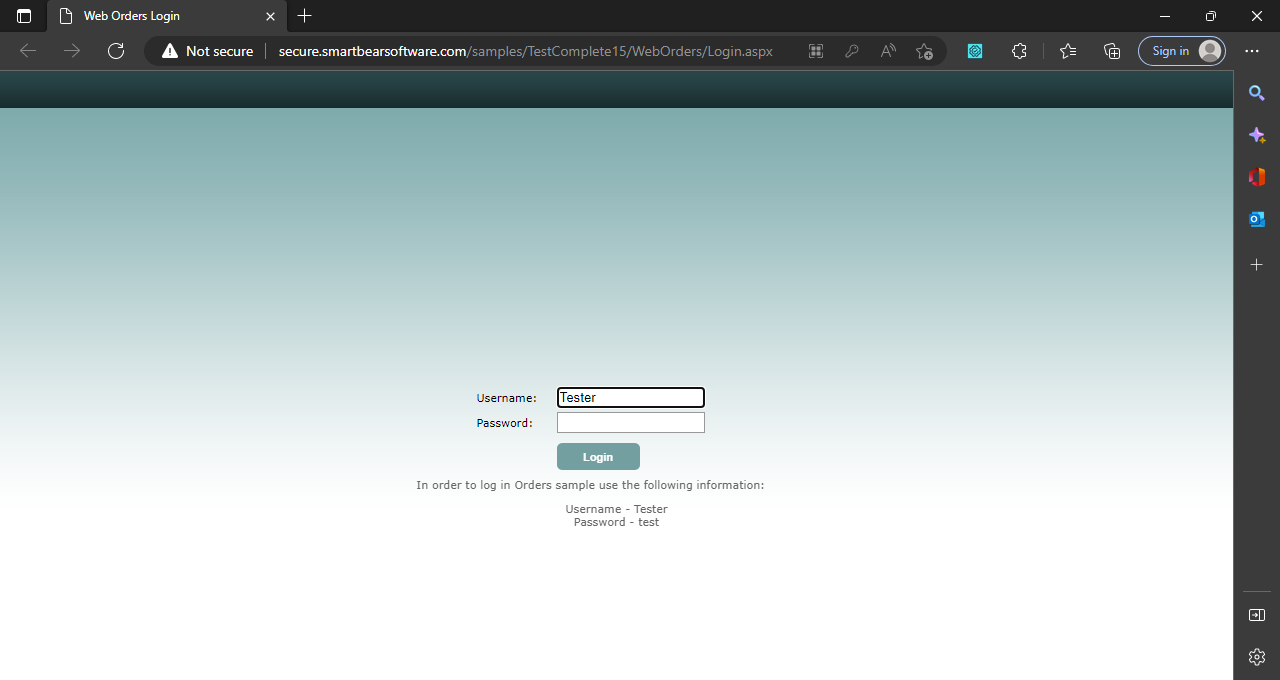 Web Orders Login
Not secure
secure.smartbearsoftware.com/samples/TestComplete15/WebOrders/Login.aspx
Sign in
Username: Tester
Password:
Login
In order to log in Orders sample use the following information:
Username - Tester
Password - test